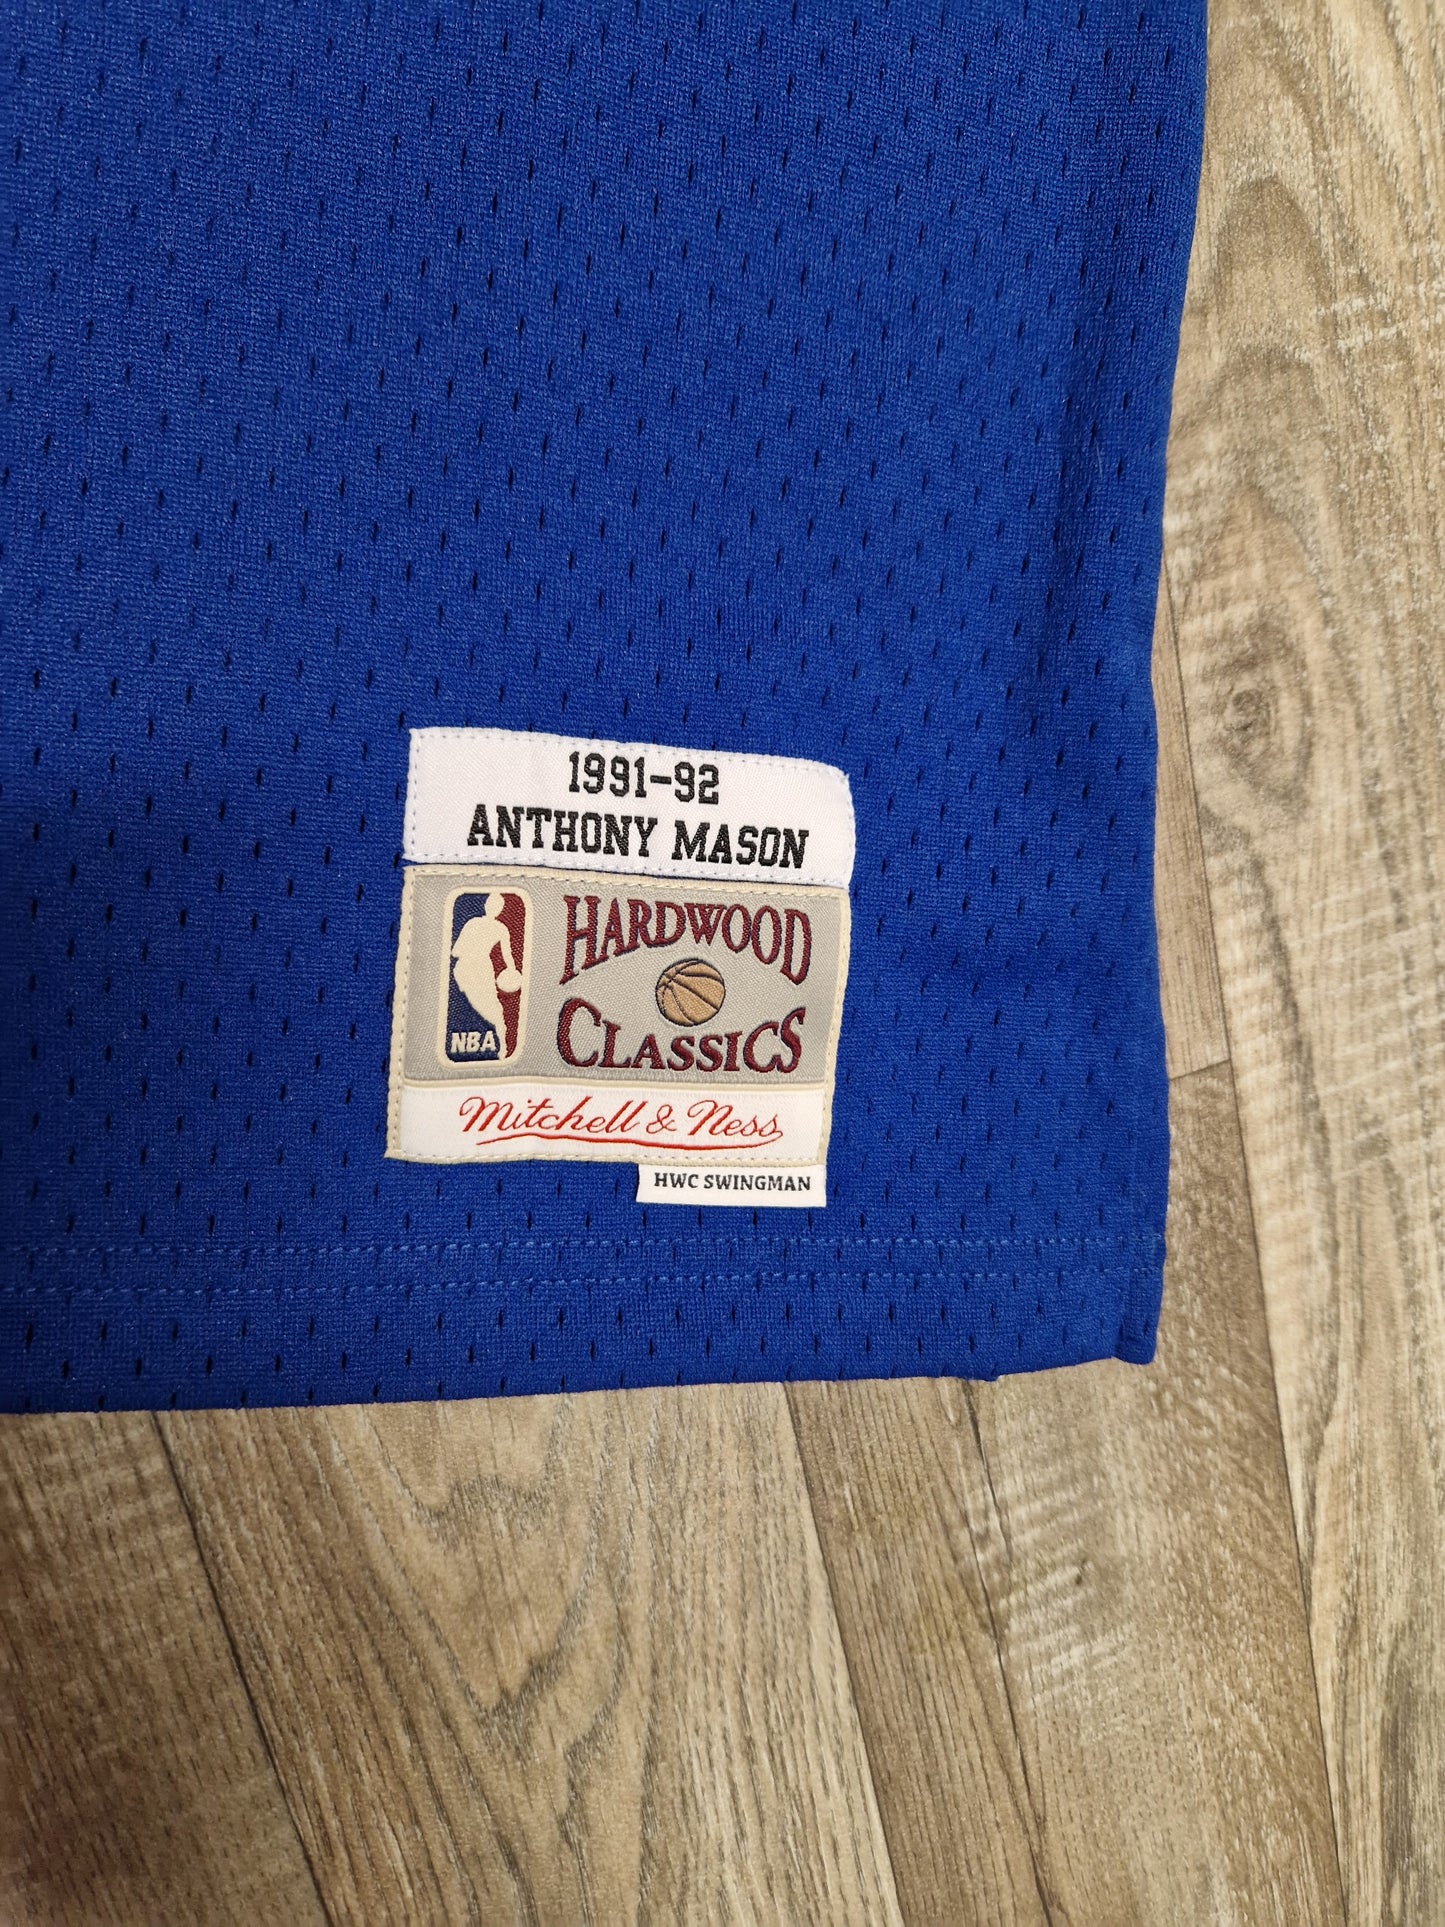 1991-92
ANTHONY MASON
HARDWOOD
CLASSICS
NBA
Mitchell & Ness
HWC SWINGMAN